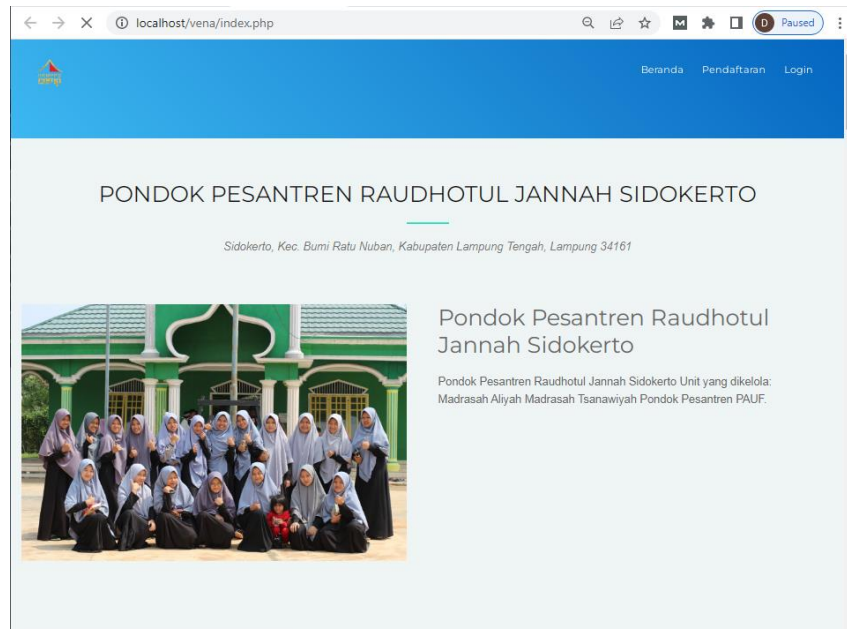 localhost/vena/index.php
D Paused
Beranda Pendaftaran Login
PONDOK PESANTREN RAUDHOTUL JANNAH SIDOKERTO
Sidokerto, Kec. Bumi Ratu Nuban, Kabupaten Lampung Tengah, Lampung 34161
Pondok Pesantren Raudhotul
Jannah Sidokerto
Pondok Pesantren Raudhotul Jannah Sidokerto Unit yang dikelola:
Madrasah Aliyah Madrasah Tsanawiyah Pondok Pesantren PAUF.